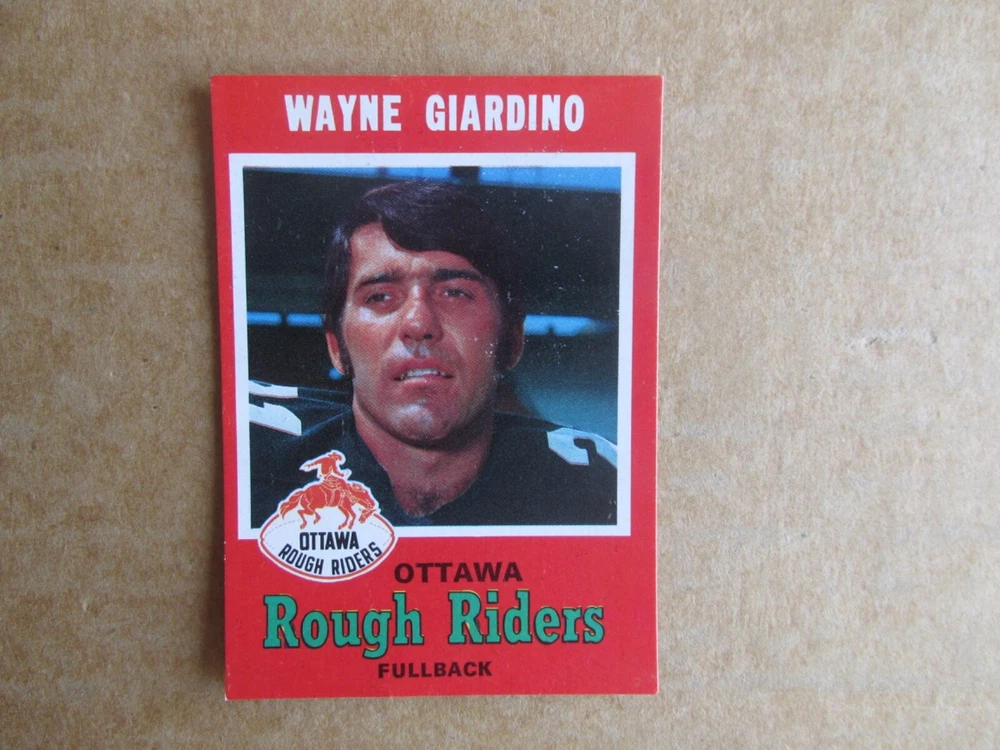 WAYNE GIARDINO
OTTAWA
ROUGH RIDERS
OTTAWA
Rough Riders
FULLBACK